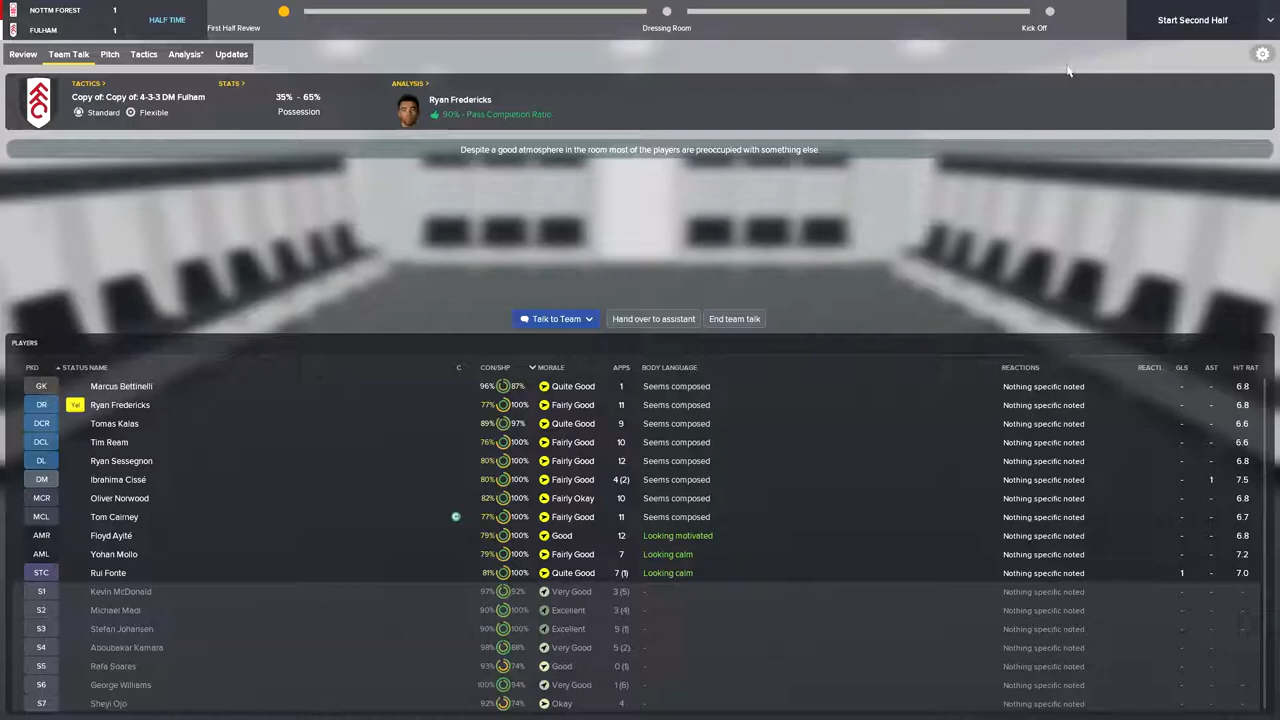 NOTTM FOREST 1
FULHAM 1
HALF TIME
First Half Review
Dressing Room
Kick Off
Start Second Half
Review Team Talk Pitch Tactics Analysis* Updates
TACTICS >
Copy of: Copy of: 4-3-3 DM Fulham
Standard Flexible
STATS >
35% - 65%
Possession
ANALYSIS >
Ryan Fredericks
90% - Pass Completion Ratio
Despite a good atmosphere in the room most of the players are preoccupied with something else.
Talk to Team Hand over to assistant End team talk
PLAYERS
PKD STATUS NAME C CON/SHP MORALE APPS BODY LANGUAGE REACTIONS REACTI... GLS AST H/T RAT
GK Marcus Bettinelli 96% 87% Quite Good 1 Seems composed Nothing specific noted - - 6.8
DR Yel Ryan Fredericks 77% 100% Fairly Good 11 Seems composed Nothing specific noted - - 6.8
DCR Tomas Kalas 89% 97% Quite Good 9 Seems composed Nothing specific noted - - 6.6
DCL Tim Ream 76% 100% Fairly Good 10 Seems composed Nothing specific noted - - 6.6
DL Ryan Sessegnon 80% 100% Fairly Good 12 Seems composed Nothing specific noted - - 6.8
DM Ibrahima Cissé 80% 100% Fairly Good 4 (2) Seems composed Nothing specific noted - 1 7.5
MCR Oliver Norwood 82% 100% Fairly Okay 10 Seems composed Nothing specific noted - - 6.8
MCL Tom Cairney C 77% 100% Fairly Good 11 Seems composed Nothing specific noted - - 6.7
AMR Floyd Ayité 79% 100% Good 12 Looking motivated Nothing specific noted - - 6.8
AML Yohan Mollo 79% 100% Fairly Good 7 Looking calm Nothing specific noted - - 7.2
STC Rui Fonte 81% 100% Quite Good 7 (1) Looking calm Nothing specific noted 1 - 7.0
S1 Kevin McDonald 97% 92% Very Good 3 (5) - Nothing specific noted - - -
S2 Michael Madl 90% 100% Excellent 3 (4) - Nothing specific noted - - -
S3 Stefan Johansen 90% 100% Excellent 9 (1) - Nothing specific noted - - -
S4 Aboubakar Kamara 98% 88% Very Good 5 (2) - Nothing specific noted - - -
S5 Rafa Soares 93% 74% Good 0 (1) - Nothing specific noted - - -
S6 George Williams 100% 94% Very Good 1 (6) - Nothing specific noted - - -
S7 Sheyi Ojo 92% 74% Okay 4 - Nothing specific noted - - -